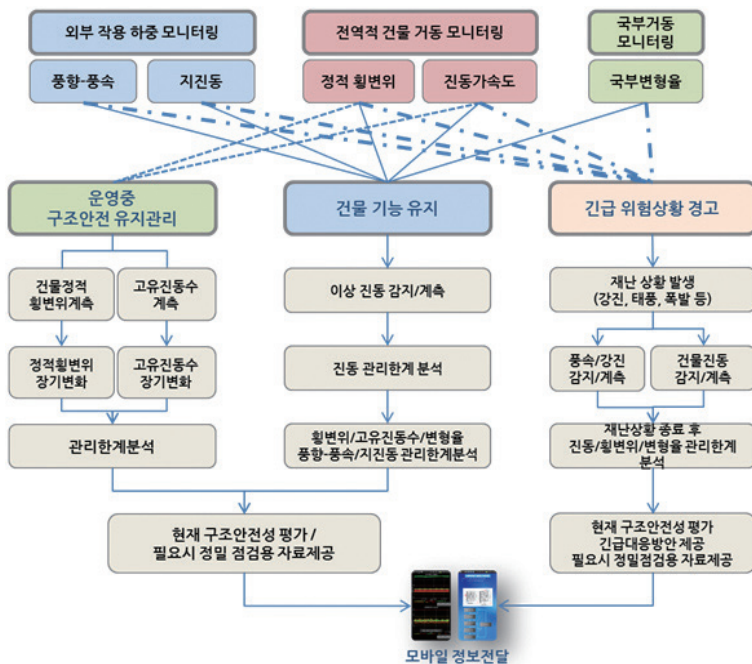 외부 작용 하중 모니터링
전역적 건물 거동 모니터링
국부거동
모니터링
풍향-풍속
지진동
정적 횡변위
진동가속도
국부변형율
운영중
구조안전 유지관리
건물 기능 유지
긴급 위험상황 경고
건물정적
횡변위계측
고유진동수
계측
이상 진동 감지/계측
재난 상황 발생
(강진, 태풍, 폭발 등)
정적횡변위
장기변화
고유진동수
장기변화
진동 관리한계 분석
풍속/강진
감지/계측
건물진동
감지/계측
관리한계분석
횡변위/고유진동수/변형율
풍향-풍속/지진동 관리한계분석
재난상황 종료 후
진동/횡변위/변형율 관리한계
분석
현재 구조안전성 평가 /
필요시 정밀 점검용 자료제공
현재 구조안전성 평가
긴급대응방안 제공
필요시 정밀점검용 자료제공
모바일 정보전달